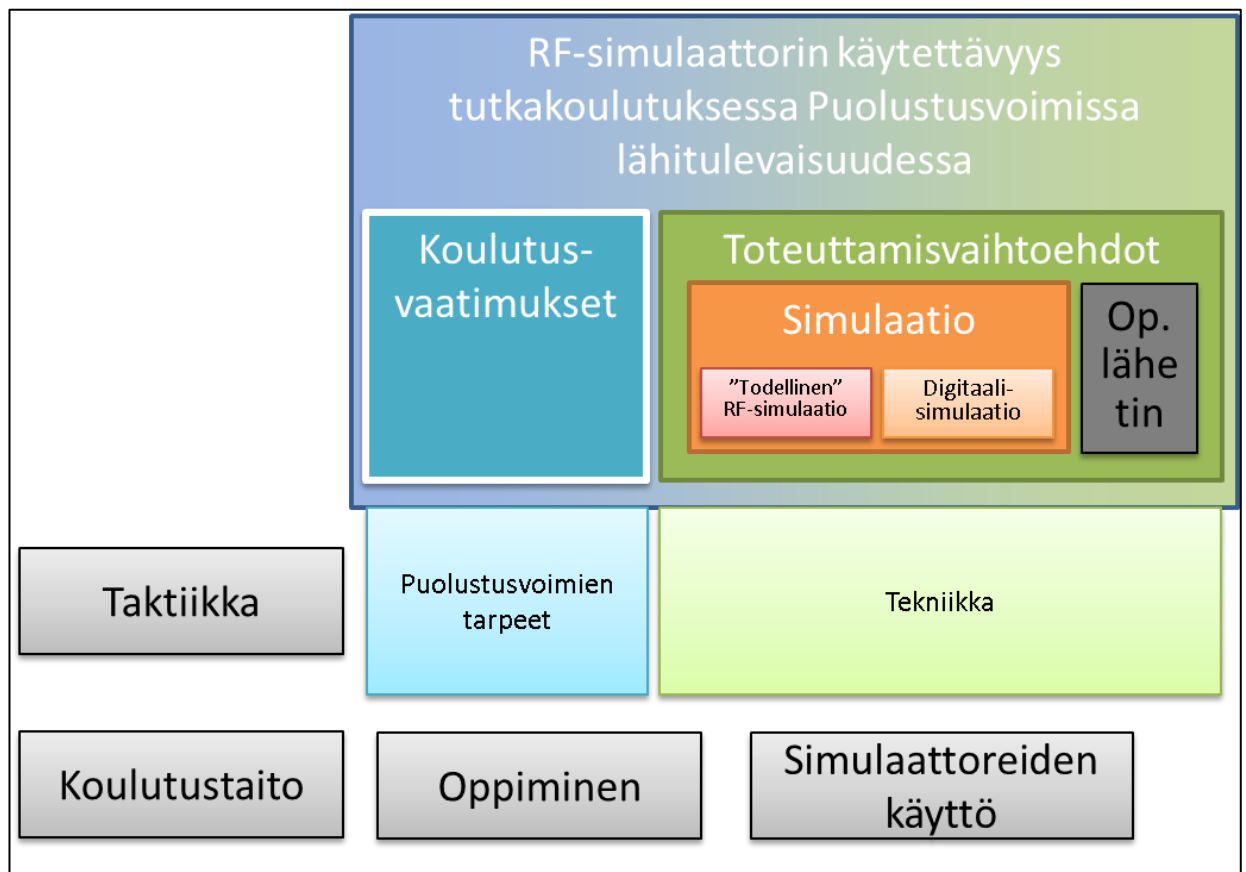 RF-simulaattorin käytettävyys
tutkakoulutuksessa Puolustusvoimissa
lähitulevaisuudessa
Koulutus-
vaatimukset
Toteuttamisvaihtoehdot
Simulaatio
”Todellinen”
RF-simulaatio
Digitaali-
simulaatio
Op.
lähe
tin
Taktiikka
Puolustusvoimien
tarpeet
Tekniikka
Koulutustaito
Oppiminen
Simulaattoreiden
käyttö